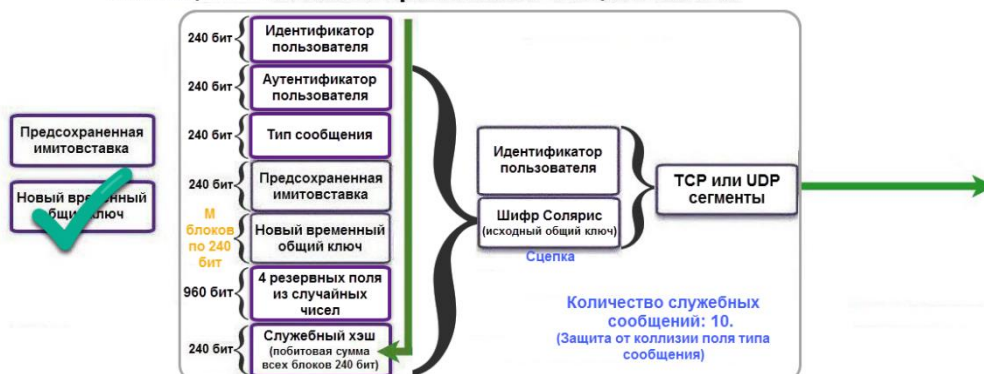 240 бит
Идентификатор
пользователя
240 бит
Аутентификатор
пользователя
240 бит
Тип сообщения
240 бит
Предсохраненная
имитовставка
М
блоков
по 240
бит
Новый временный
общий ключ
960 бит
4 резервных поля
из случайных
чисел
240 бит
Служебный хэш
(побитовая сумма
всех блоков 240 бит)
Предсохраненная
имитовставка
Новый временный
общий ключ
Идентификатор
пользователя
Шифр Солярис
(исходный общий ключ)
Сцепка
TCP или UDP
сегменты
Количество служебных
сообщений: 10.
(Защита от коллизии поля типа
сообщения)